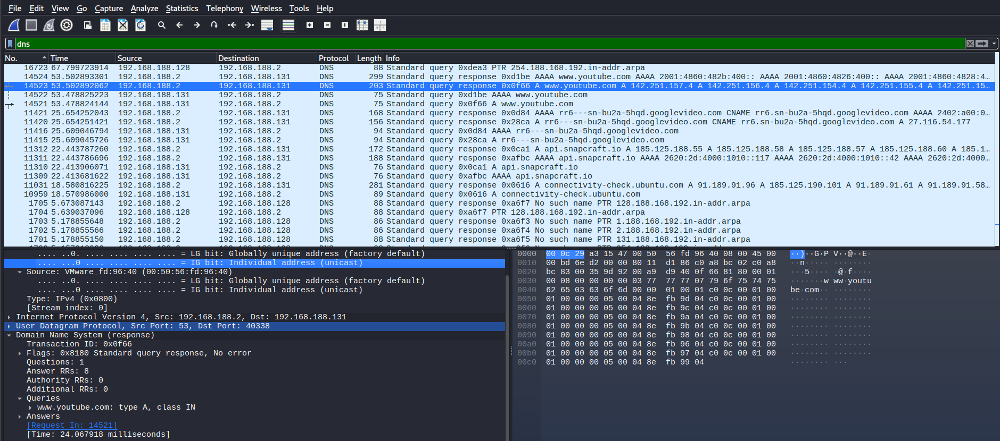 File Edit View Go Capture Analyze Statistics Telephony Wireless Tools Help
dns
No. Time Source Destination Protocol Length Info
16723 67.799723914 192.168.188.128 192.168.188.2 DNS 88 Standard query 0xdea3 PTR 254.188.168.192.in-addr.arpa
14524 53.502893301 192.168.188.2 192.168.188.131 DNS 299 Standard query response 0xd1be AAAA www.youtube.com AAAA 2001:4860:482b:400:: AAAA 2001:4860:4826:400:: AAAA 2001:4860:4828:4…
14523 53.502892062 192.168.188.2 192.168.188.131 DNS 203 Standard query response 0x0f66 A www.youtube.com A 142.251.157.4 A 142.251.156.4 A 142.251.154.4 A 142.251.155.4 A 142.251.15…
14522 53.478825223 192.168.188.131 192.168.188.2 DNS 75 Standard query 0xd1be AAAA www.youtube.com
14521 53.478824144 192.168.188.131 192.168.188.2 DNS 75 Standard query 0x0f66 A www.youtube.com
11421 25.654252043 192.168.188.2 192.168.188.131 DNS 168 Standard query response 0x0d84 AAAA rr6---sn-bu2a-5hqd.googlevideo.com CNAME rr6.sn-bu2a-5hqd.googlevideo.com AAAA 2402:a00:0…
11420 25.654251421 192.168.188.2 192.168.188.131 DNS 156 Standard query response 0x28ca A rr6---sn-bu2a-5hqd.googlevideo.com CNAME rr6.sn-bu2a-5hqd.googlevideo.com A 27.116.54.177
11416 25.609046794 192.168.188.131 192.168.188.2 DNS 94 Standard query 0x0d84 AAAA rr6---sn-bu2a-5hqd.googlevideo.com
11415 25.609045726 192.168.188.131 192.168.188.2 DNS 94 Standard query 0x28ca A rr6---sn-bu2a-5hqd.googlevideo.com
11312 22.443787260 192.168.188.2 192.168.188.131 DNS 172 Standard query response 0x0ca1 A api.snapcraft.io A 185.125.188.55 A 185.125.188.58 A 185.125.188.57 A 185.125.188.60 A 185.1…
11311 22.443786696 192.168.188.2 192.168.188.131 DNS 188 Standard query response 0xafbc AAAA api.snapcraft.io AAAA 2620:2d:4000:1010::117 AAAA 2620:2d:4000:1010::42 AAAA 2620:2d:4000…
11310 22.413906071 192.168.188.131 192.168.188.2 DNS 76 Standard query 0x0ca1 A api.snapcraft.io
11309 22.413681622 192.168.188.131 192.168.188.2 DNS 76 Standard query 0xafbc AAAA api.snapcraft.io
11031 18.580816225 192.168.188.2 192.168.188.131 DNS 281 Standard query response 0x0616 A connectivity-check.ubuntu.com A 91.189.91.96 A 185.125.190.101 A 91.189.91.61 A 91.189.91.58…
10959 18.570986000 192.168.188.131 192.168.188.2 DNS 89 Standard query 0x0616 A connectivity-check.ubuntu.com
1705 5.673087143 192.168.188.2 192.168.188.128 DNS 88 Standard query response 0xa6f7 No such name PTR 128.188.168.192.in-addr.arpa
1704 5.639037096 192.168.188.128 192.168.188.2 DNS 88 Standard query 0xa6f7 PTR 128.188.168.192.in-addr.arpa
1703 5.178855648 192.168.188.2 192.168.188.128 DNS 86 Standard query response 0xa6f3 No such name PTR 1.188.168.192.in-addr.arpa
1702 5.178855566 192.168.188.2 192.168.188.128 DNS 86 Standard query response 0xa6f4 No such name PTR 2.188.168.192.in-addr.arpa
1701 5.178855150 192.168.188.2 192.168.188.128 DNS 88 Standard query response 0xa6f5 No such name PTR 131.188.168.192.in-addr.arpa
.... ..0. .... .... .... .... = LG bit: Globally unique address (factory default)
.... ...0 .... .... .... .... = IG bit: Individual address (unicast)
Source: VMware_fd:96:40 (00:50:56:fd:96:40)
.... ..0. .... .... .... .... = LG bit: Globally unique address (factory default)
.... ...0 .... .... .... .... = IG bit: Individual address (unicast)
Type: IPv4 (0x0800)
[Stream index: 0]
Internet Protocol Version 4, Src: 192.168.188.2, Dst: 192.168.188.131
User Datagram Protocol, Src Port: 53, Dst Port: 40338
Domain Name System (response)
Transaction ID: 0x0f66
Flags: 0x8180 Standard query response, No error
Questions: 1
Answer RRs: 8
Authority RRs: 0
Additional RRs: 0
Queries
www.youtube.com: type A, class IN
Answers
[Request In: 14521]
[Time: 24.067918 milliseconds]
0000 00 0c 29 a3 15 47 00 50 56 fd 96 40 08 00 45 00 ··)··G·P V··@··E·
0010 00 bd 6e d2 00 00 80 11 d1 86 c0 a8 bc 02 c0 a8 ··n····· ········
0020 bc 83 00 35 9d 92 00 a9 d9 40 0f 66 81 80 00 01 ···5···· ·@·f····
0030 00 08 00 00 00 00 03 77 77 77 07 79 6f 75 74 75 ·······w ww·youtu
0040 62 65 03 63 6f 6d 00 00 01 00 01 c0 0c 00 01 00 be·com·· ········
0050 01 00 00 00 05 00 04 8e fb 9d 04 c0 0c 00 01 00 ········ ········
0060 01 00 00 00 05 00 04 8e fb 9c 04 c0 0c 00 01 00 ········ ········
0070 01 00 00 00 05 00 04 8e fb 9a 04 c0 0c 00 01 00 ········ ········
0080 01 00 00 00 05 00 04 8e fb 9b 04 c0 0c 00 01 00 ········ ········
0090 01 00 00 00 05 00 04 8e fb 98 04 c0 0c 00 01 00 ········ ········
00a0 01 00 00 00 05 00 04 8e fb 96 04 c0 0c 00 01 00 ········ ········
00b0 01 00 00 00 05 00 04 8e fb 97 04 c0 0c 00 01 00 ········ ········
00c0 01 00 00 00 05 00 04 8e fb 99 04 ········ ···